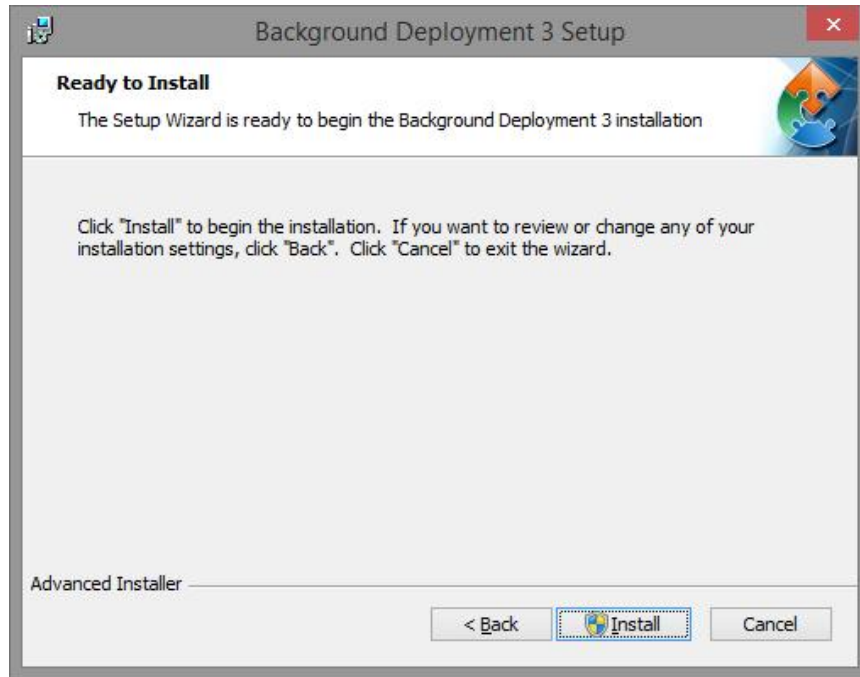 Background Deployment 3 Setup
Ready to Install
The Setup Wizard is ready to begin the Background Deployment 3 installation
Click "Install" to begin the installation.  If you want to review or change any of your
installation settings, click "Back".  Click "Cancel" to exit the wizard.
Advanced Installer
< Back
Install
Cancel